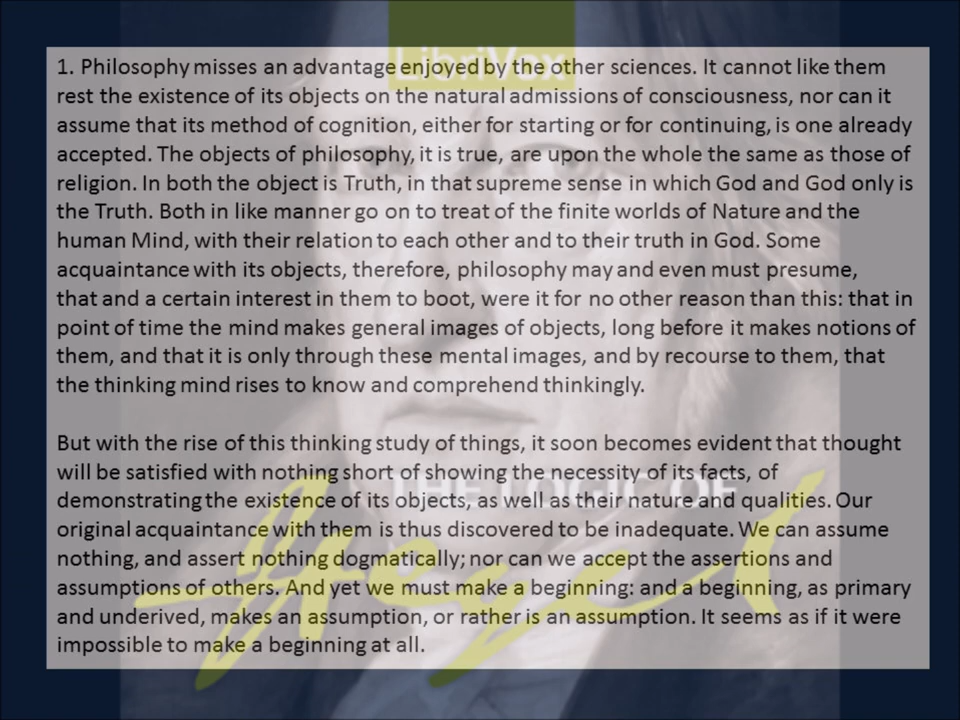 LibriVox
1. Philosophy misses an advantage enjoyed by the other sciences. It cannot like them
rest the existence of its objects on the natural admissions of consciousness, nor can it
assume that its method of cognition, either for starting or for continuing, is one already
accepted. The objects of philosophy, it is true, are upon the whole the same as those of
religion. In both the object is Truth, in that supreme sense in which God and God only is
the Truth. Both in like manner go on to treat of the finite worlds of Nature and the
human Mind, with their relation to each other and to their truth in God. Some
acquaintance with its objects, therefore, philosophy may and even must presume,
that and a certain interest in them to boot, were it for no other reason than this: that in
point of time the mind makes general images of objects, long before it makes notions of
them, and that it is only through these mental images, and by recourse to them, that
the thinking mind rises to know and comprehend thinkingly.
But with the rise of this thinking study of things, it soon becomes evident that thought
will be satisfied with nothing short of showing the necessity of its facts, of
demonstrating the existence of its objects, as well as their nature and qualities. Our
original acquaintance with them is thus discovered to be inadequate. We can assume
nothing, and assert nothing dogmatically; nor can we accept the assertions and
assumptions of others. And yet we must make a beginning: and a beginning, as primary
and underived, makes an assumption, or rather is an assumption. It seems as if it were
impossible to make a beginning at all.
THE LOGIC OF
Hegel